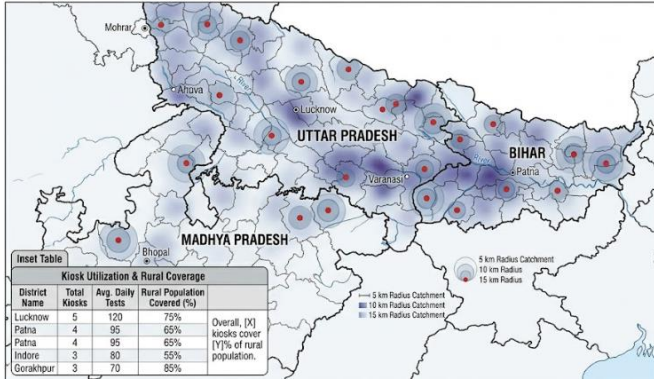 Mohrar
Ahova
River
Lucknow
UTTAR PRADESH
BIHAR
River
Patna
Varanasi
MADHYA PRADESH
Bhopal
5 km Radius Catchment
10 km Radius
15 km Radius
5 km Radius Catchment
10 km Radius Catchment
15 km Radius Catchment
Inset Table
Kiosk Utilization & Rural Coverage
District Name Total Kiosks Avg. Daily Tests Rural Population Covered (%)
Lucknow 5 120 75%
Patna 4 95 65%
Patna 4 95 65%
Indore 3 80 55%
Gorakhpur 3 70 85%
Overall, [X]
kiosks cover
[Y]% of rural
population.